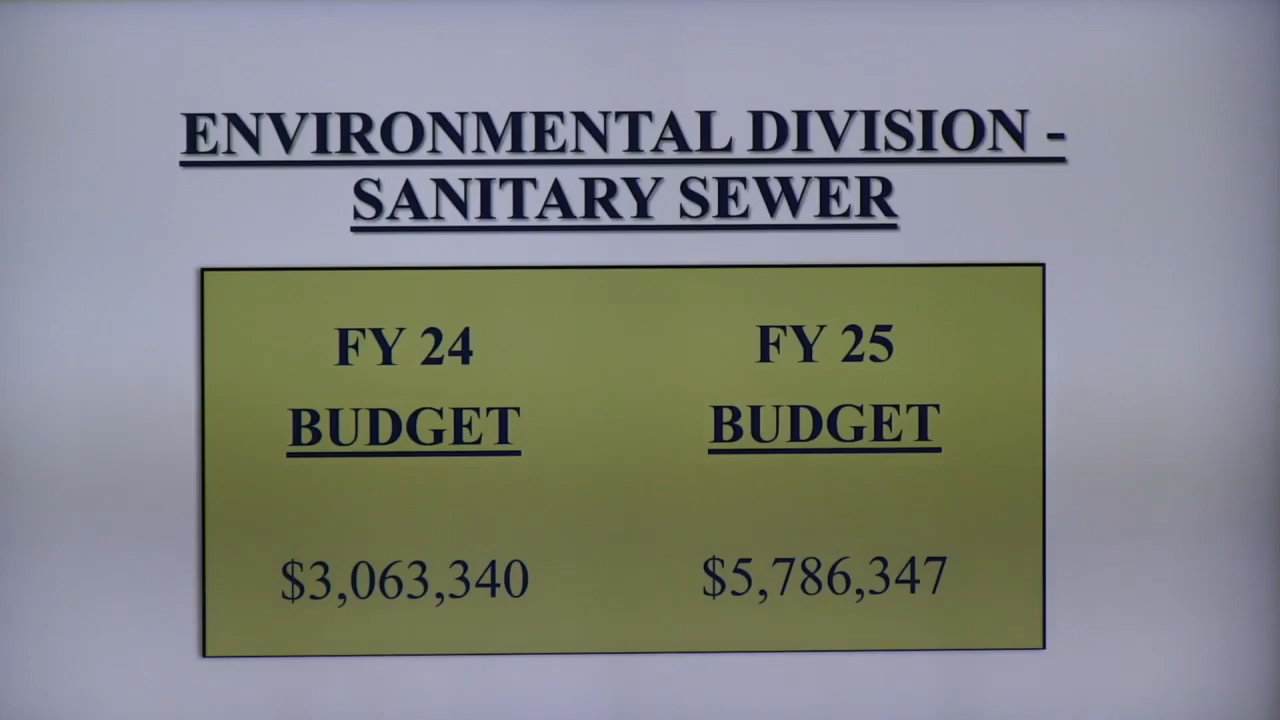 ENVIRONMENTAL DIVISION -
SANITARY SEWER
FY 24 FY 25
BUDGET BUDGET
$3,063,340 $5,786,347